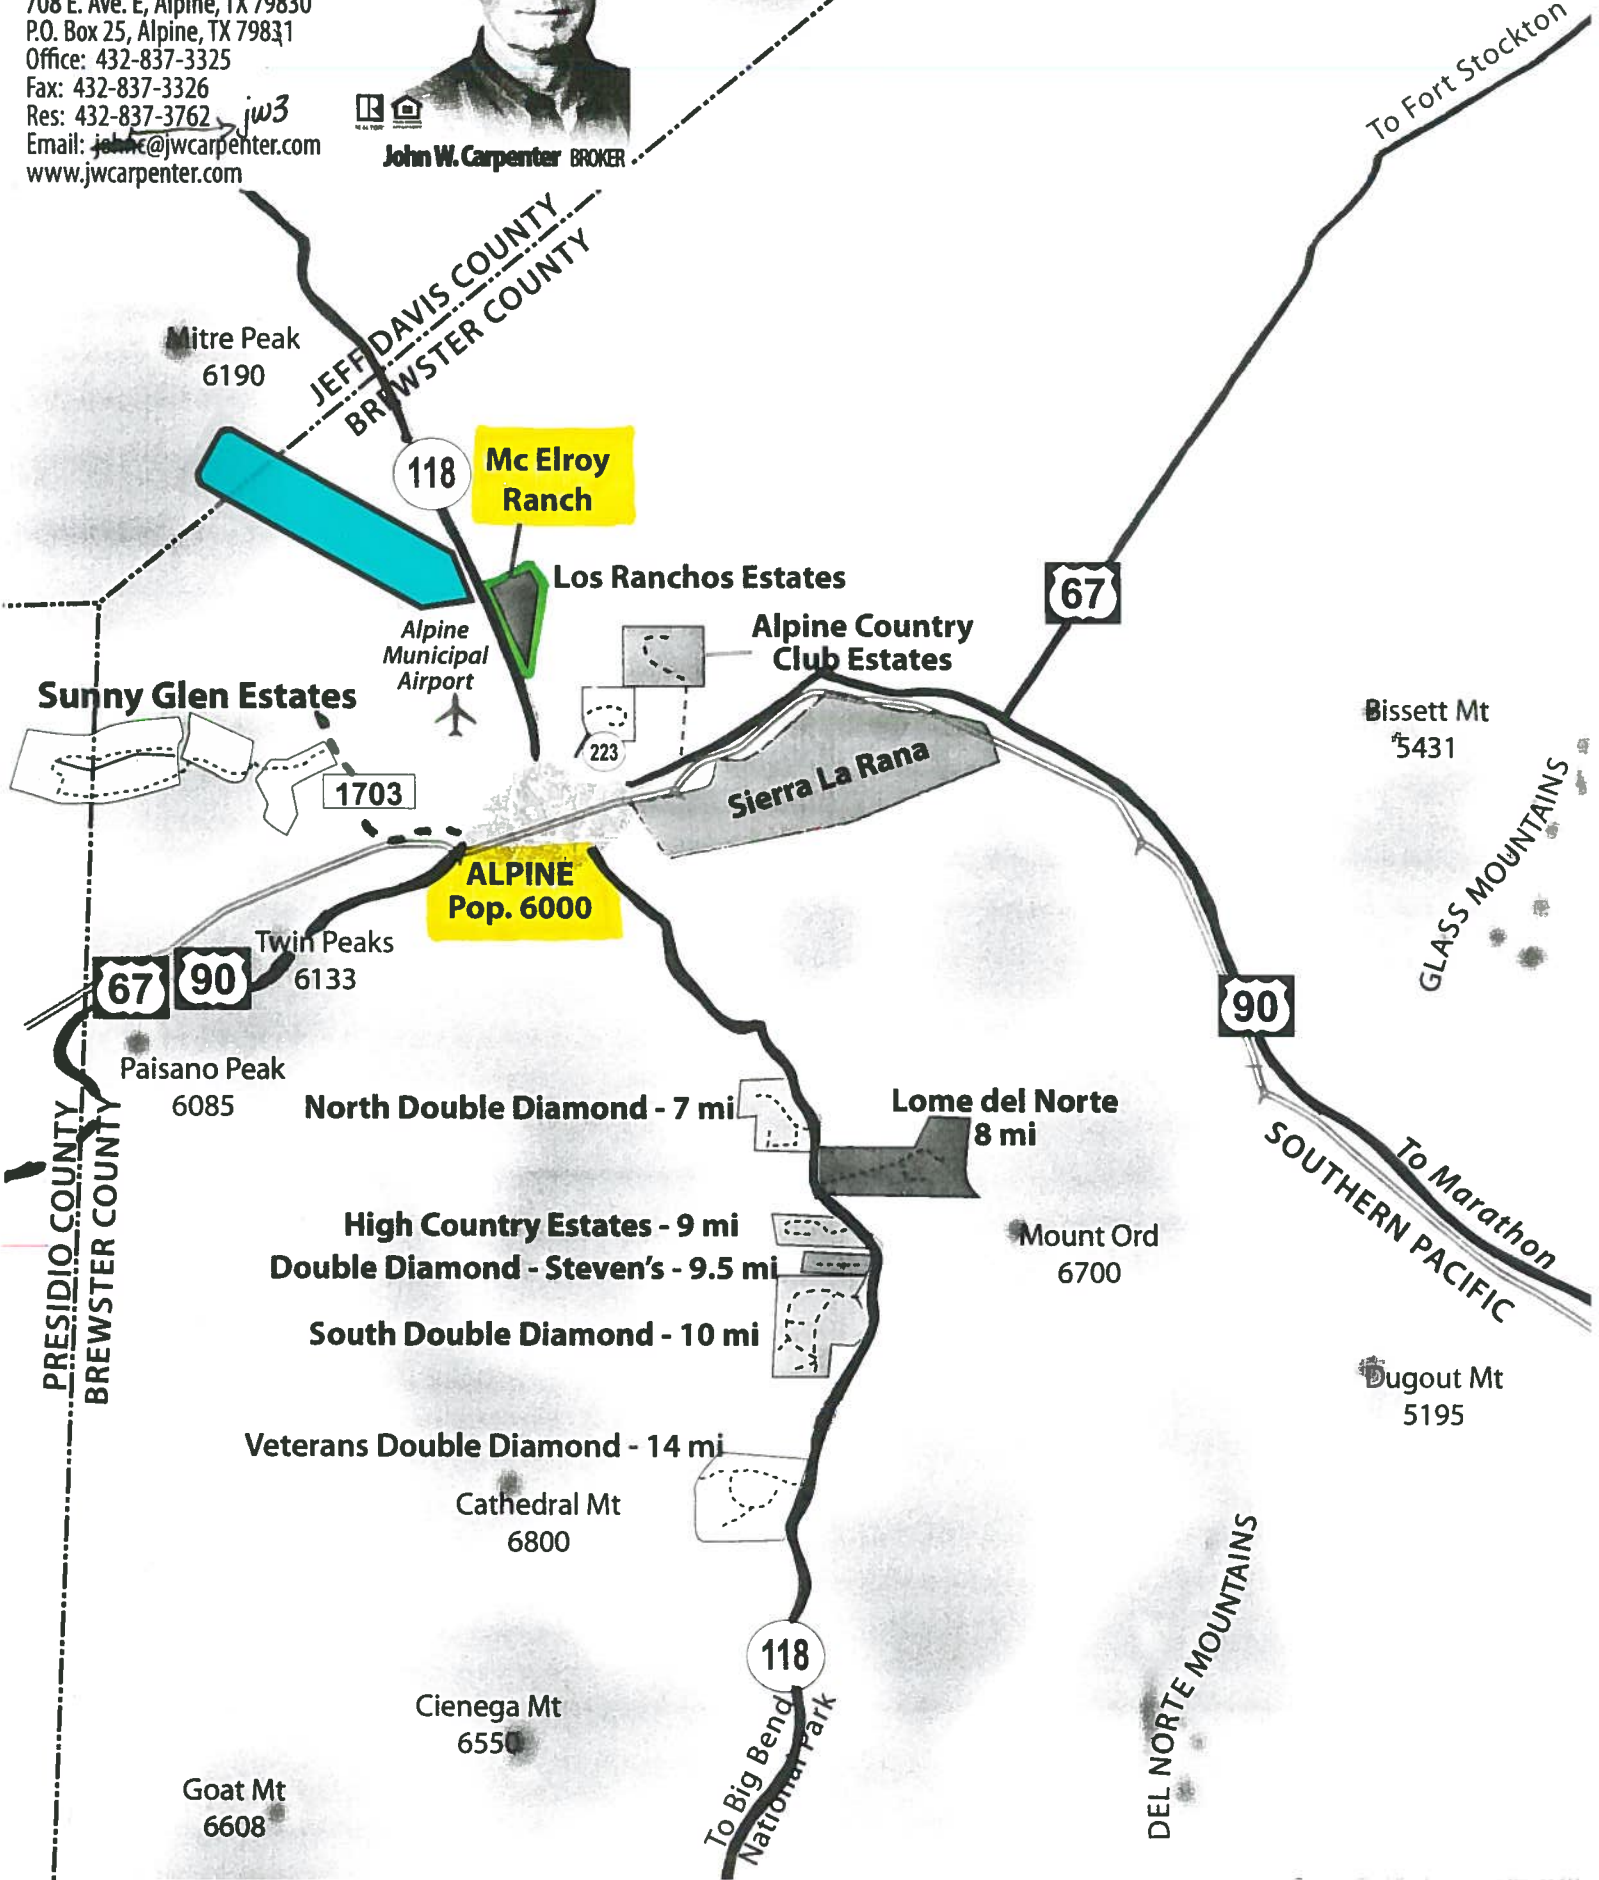 708 E. Ave. E, Alpine, TX 79830
P.O. Box 25, Alpine, TX 79831
Office: 432-837-3325
Fax: 432-837-3326
Res: 432-837-3762
jw3
Email: johnc@jwcarpenter.com
www.jwcarpenter.com
John W. Carpenter BROKER
To Fort Stockton
JEFF DAVIS COUNTY
BREWSTER COUNTY
Mitre Peak
6190
118
Mc Elroy
Ranch
Los Ranchos Estates
67
Alpine
Municipal
Airport
Alpine Country
Club Estates
Sunny Glen Estates
223
1703
Sierra La Rana
Bissett Mt
5431
GLASS MOUNTAINS
ALPINE
Pop. 6000
Twin Peaks
6133
67
90
90
Paisano Peak
6085
North Double Diamond - 7 mi
Lome del Norte
8 mi
PRESIDIO COUNTY
BREWSTER COUNTY
High Country Estates - 9 mi
Double Diamond - Steven's - 9.5 mi
South Double Diamond - 10 mi
Mount Ord
6700
To Marathon
SOUTHERN PACIFIC
Dugout Mt
5195
Veterans Double Diamond - 14 mi
Cathedral Mt
6800
118
DEL NORTE MOUNTAINS
Cienega Mt
6550
To Big Bend
National Park
Goat Mt
6608